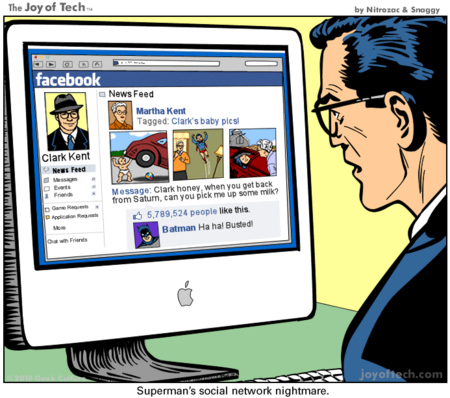 The Joy of Tech™
by Nitrozac & Snaggy
facebook
News Feed
Martha Kent
Tagged: Clark's baby pics!
Clark Kent
News Feed
Messages
Events
Friends
Game Requests
Application Requests
More
Chat with Friends
Message: Clark honey, when you get back
from Saturn, can you pick me up some milk?
5,789,524 people like this.
Batman Ha ha! Busted!
joyoftech.com
Superman's social network nightmare.